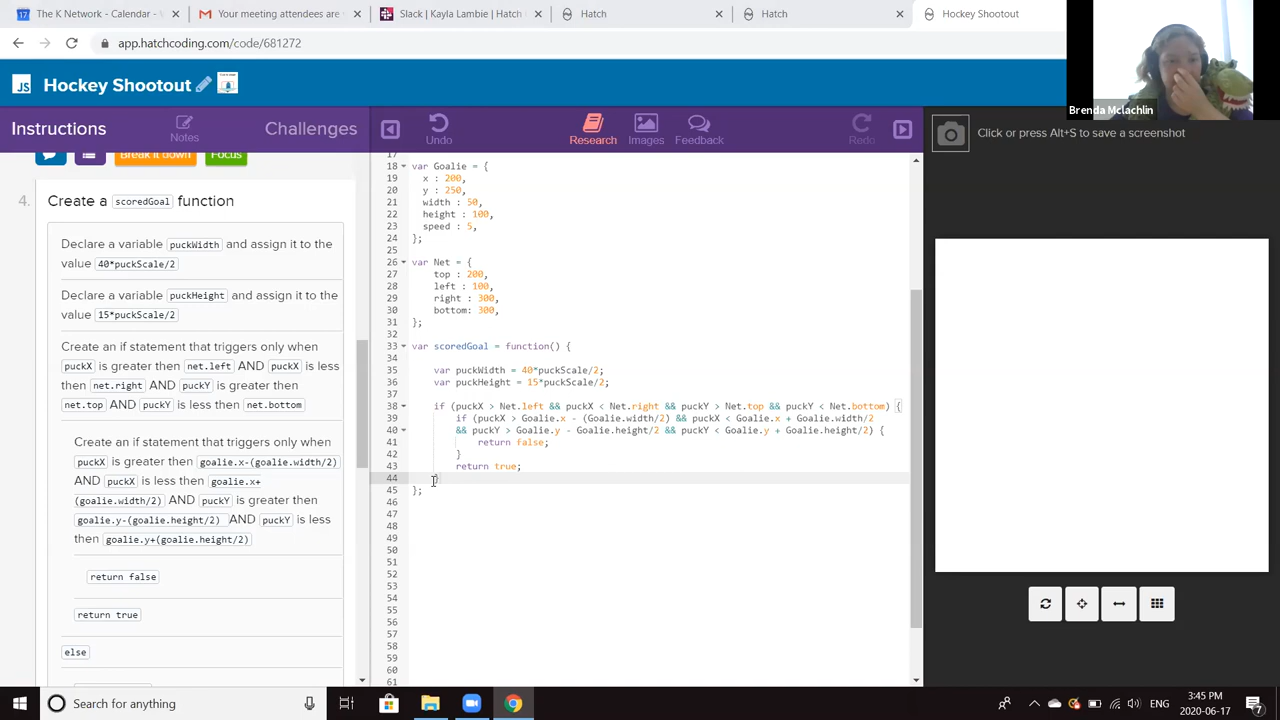 17 The K Network - Calendar - V
Your meeting attendees are
Slack | Kayla Lambie | Hatch
Hatch
Hatch
Hockey Shootout
app.hatchcoding.com/code/681272
Brenda Mclachlin
JS Hockey Shootout
Instructions
Notes
Challenges
Undo
Research
Images
Feedback
Redo
Click or press Alt+S to save a screenshot
Break it down
Focus
4. Create a scoredGoal function
Declare a variable puckWidth and assign it to the
value 40*puckScale/2
Declare a variable puckHeight and assign it to the
value 15*puckScale/2
Create an if statement that triggers only when
puckX is greater then net.left AND puckX is less
then net.right AND puckY is greater then
net.top AND puckY is less then net.bottom
Create an if statement that triggers only when
puckX is greater then goalie.x-(goalie.width/2)
AND puckX is less then goalie.x+
(goalie.width/2) AND puckY is greater then
goalie.y-(goalie.height/2) AND puckY is less
then goalie.y+(goalie.height/2)
return false
return true
else
17
18 var Goalie = {
19 x : 200,
20 y : 250,
21 width : 50,
22 height : 100,
23 speed : 5,
24 };
25
26 var Net = {
27 top : 200,
28 left : 100,
29 right : 300,
30 bottom: 300,
31 };
32
33 var scoredGoal = function() {
34
35 var puckWidth = 40*puckScale/2;
36 var puckHeight = 15*puckScale/2;
37
38 if (puckX > Net.left && puckX < Net.right && puckY > Net.top && puckY < Net.bottom) {
39 if (puckX > Goalie.x - (Goalie.width/2) && puckX < Goalie.x + Goalie.width/2
40 && puckY > Goalie.y - Goalie.height/2 && puckY < Goalie.y + Goalie.height/2) {
41 return false;
42 }
43 return true;
44 }
45 };
46
47
48
49
50
51
52
53
54
55
56
57
58
59
60
61
Search for anything
ENG
3:45 PM
2020-06-17
7